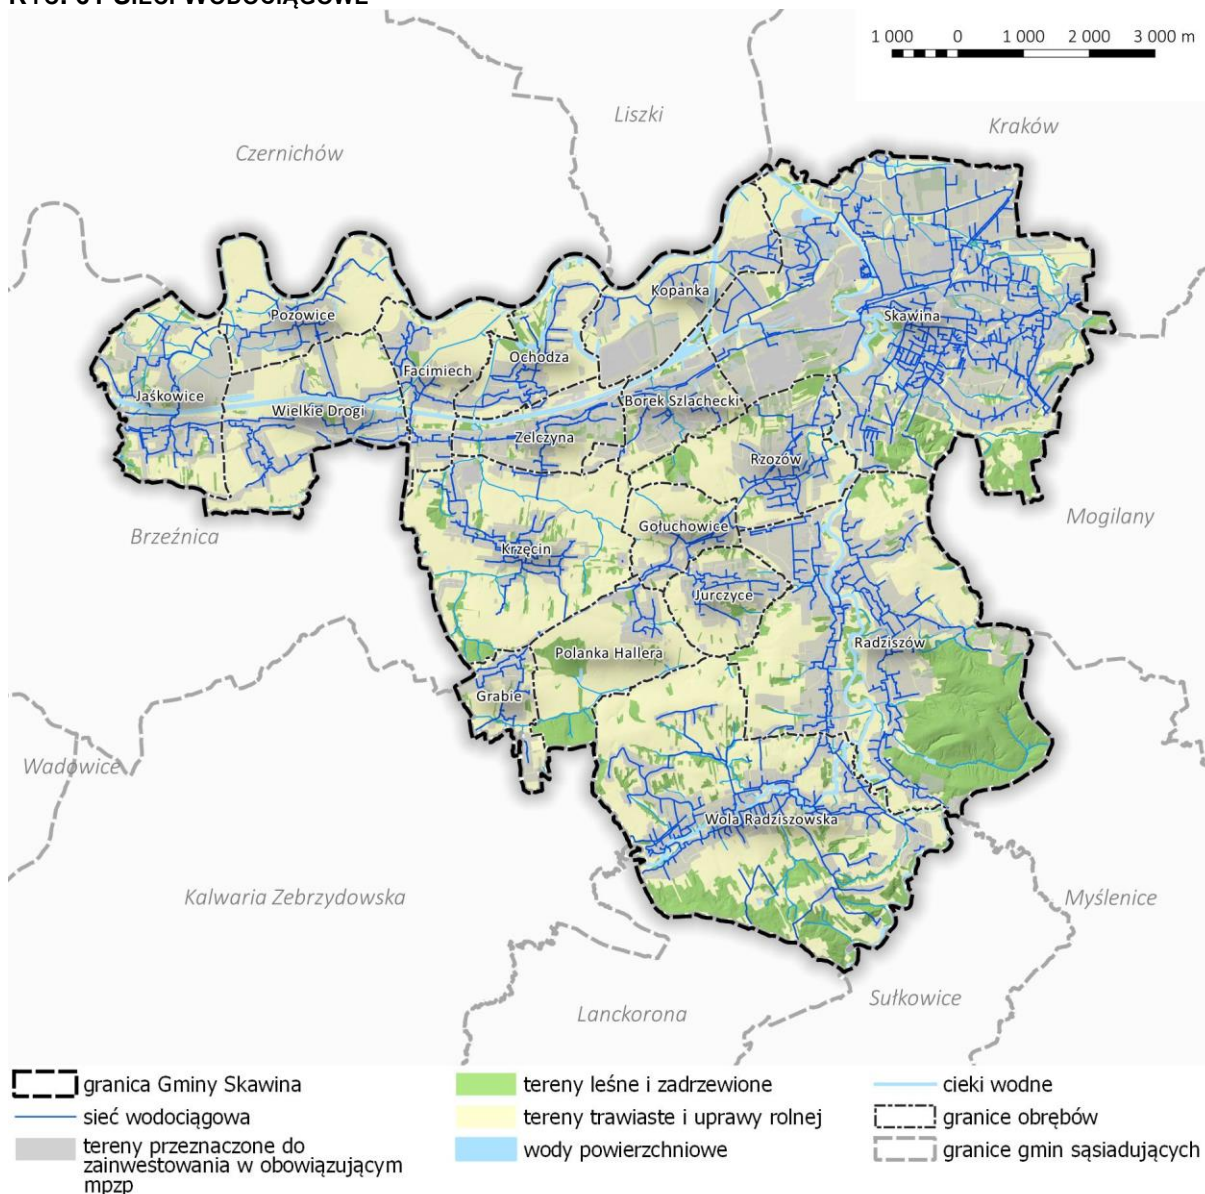 SIECI WODOCIĄGOWE
1 000 0 1 000 2 000 3 000 m
Liszki
Kraków
Czernichów
Kopanka
Pozowice
Skawina
Ochodza
Facimiech
Jaśkowice
Borek Szlachecki
Wielkie Drogi
Zelczyna
Rzozów
Mogilany
Gołuchowice
Brzeźnica
Krzęcin
Jurczyce
Radziszów
Polanka Hallera
Grabie
Wadowice
Wola Radziszowska
Kalwaria Zebrzydowska
Myślenice
Sułkowice
Lanckorona
granica Gminy Skawina
sieć wodociągowa
tereny przeznaczone do
zainwestowania w obowiązującym
mpzp
tereny leśne i zadrzewione
tereny trawiaste i uprawy rolnej
wody powierzchniowe
cieki wodne
granice obrębów
granice gmin sąsiadujących